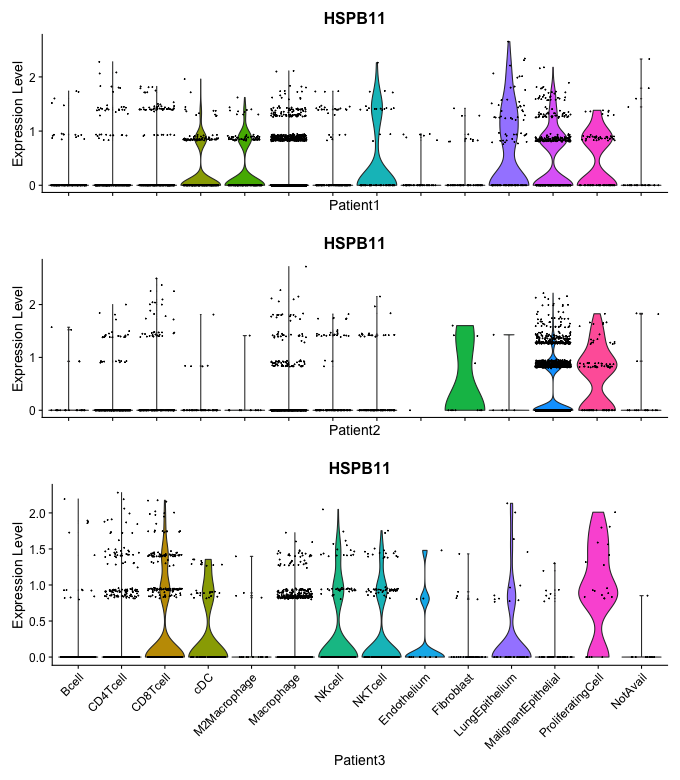 HSPB11
Expression Level
2
1
0
Patient1
HSPB11
Expression Level
2
1
0
Patient2
HSPB11
Expression Level
2.0
1.5
1.0
0.5
0.0
Bcell
CD4Tcell
CD8Tcell
cDC
M2Macrophage
Macrophage
NKcell
NKTcell
Endothelium
Fibroblast
LungEpithelium
MalignantEpithelial
ProliferatingCell
NotAvail
Patient3